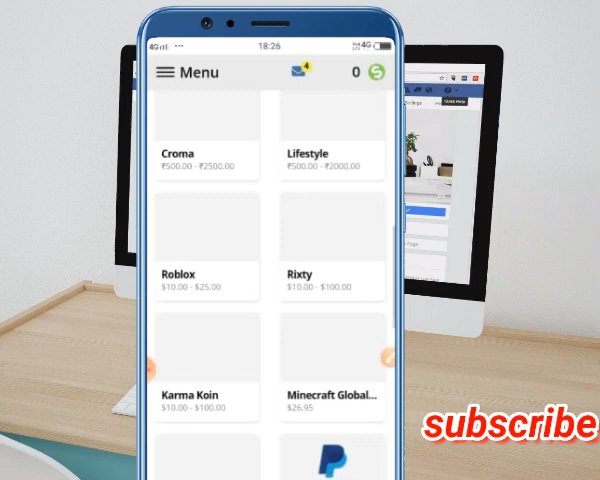 4G
18:26
4G
Menu
4
0
Croma
₹500.00 - ₹2500.00
Lifestyle
₹500.00 - ₹2000.00
Roblox
$10.00 - $25.00
Rixty
$10.00 - $100.00
Karma Koin
$10.00 - $100.00
Minecraft Global...
$26.95
Quick Help
subscribe